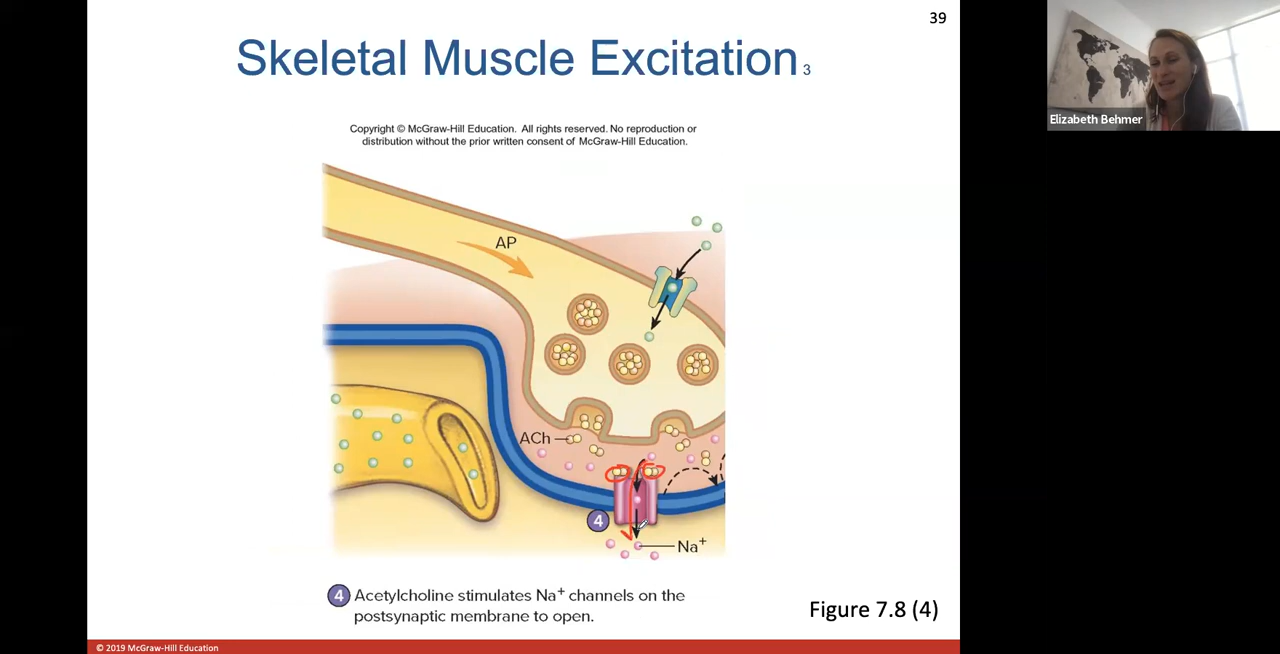 39
Skeletal Muscle Excitation 3
Elizabeth Behmer
Copyright © McGraw-Hill Education. All rights reserved. No reproduction or
distribution without the prior written consent of McGraw-Hill Education.
AP
ACh
4
Na⁺
4 Acetylcholine stimulates Na⁺ channels on the
postsynaptic membrane to open.
Figure 7.8 (4)
© 2019 McGraw-Hill Education